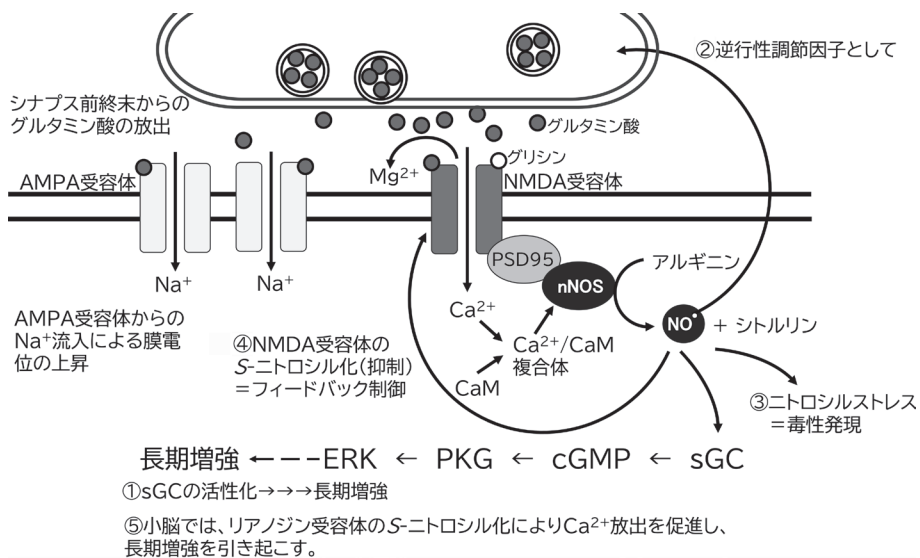 ②逆行性調節因子として
シナプス前終末からの
グルタミン酸の放出
グルタミン酸
グリシン
Mg²⁺
AMPA受容体
NMDA受容体
PSD95
nNOS
アルギニン
Na⁺
Na⁺
Ca²⁺
NO•
+ シトルリン
AMPA受容体からの
Na⁺流入による膜電
位の上昇
④NMDA受容体の
S-ニトロシル化(抑制)
=フィードバック制御
Ca²⁺/CaM
複合体
CaM
③ニトロシルストレス
=毒性発現
長期増強 ←---ERK ← PKG ← cGMP ← sGC
①sGCの活性化→→→長期増強
⑤小脳では、リアノジン受容体のS-ニトロシル化によりCa²⁺放出を促進し、
長期増強を引き起こす。